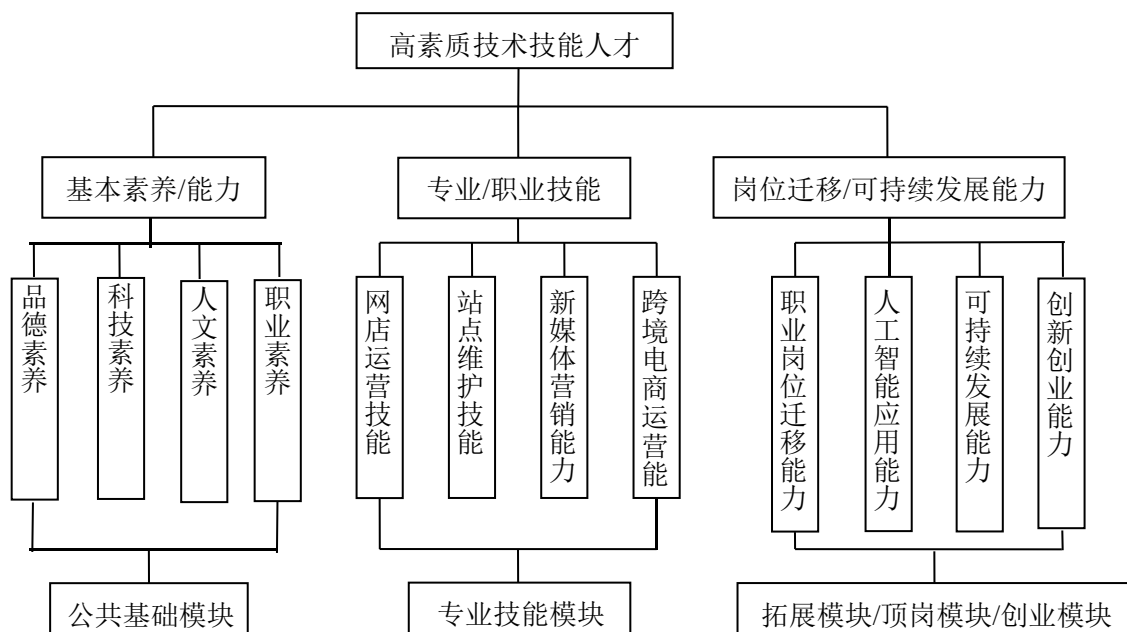 高素质技术技能人才
基本素养/能力
专业/职业技能
岗位迁移/可持续发展能力
品德素养
科技素养
人文素养
职业素养
网店运营技能
站点维护技能
新媒体营销能力
跨境电商运营能
职业岗位迁移能力
人工智能应用能力
可持续发展能力
创新创业能力
公共基础模块
专业技能模块
拓展模块/顶岗模块/创业模块